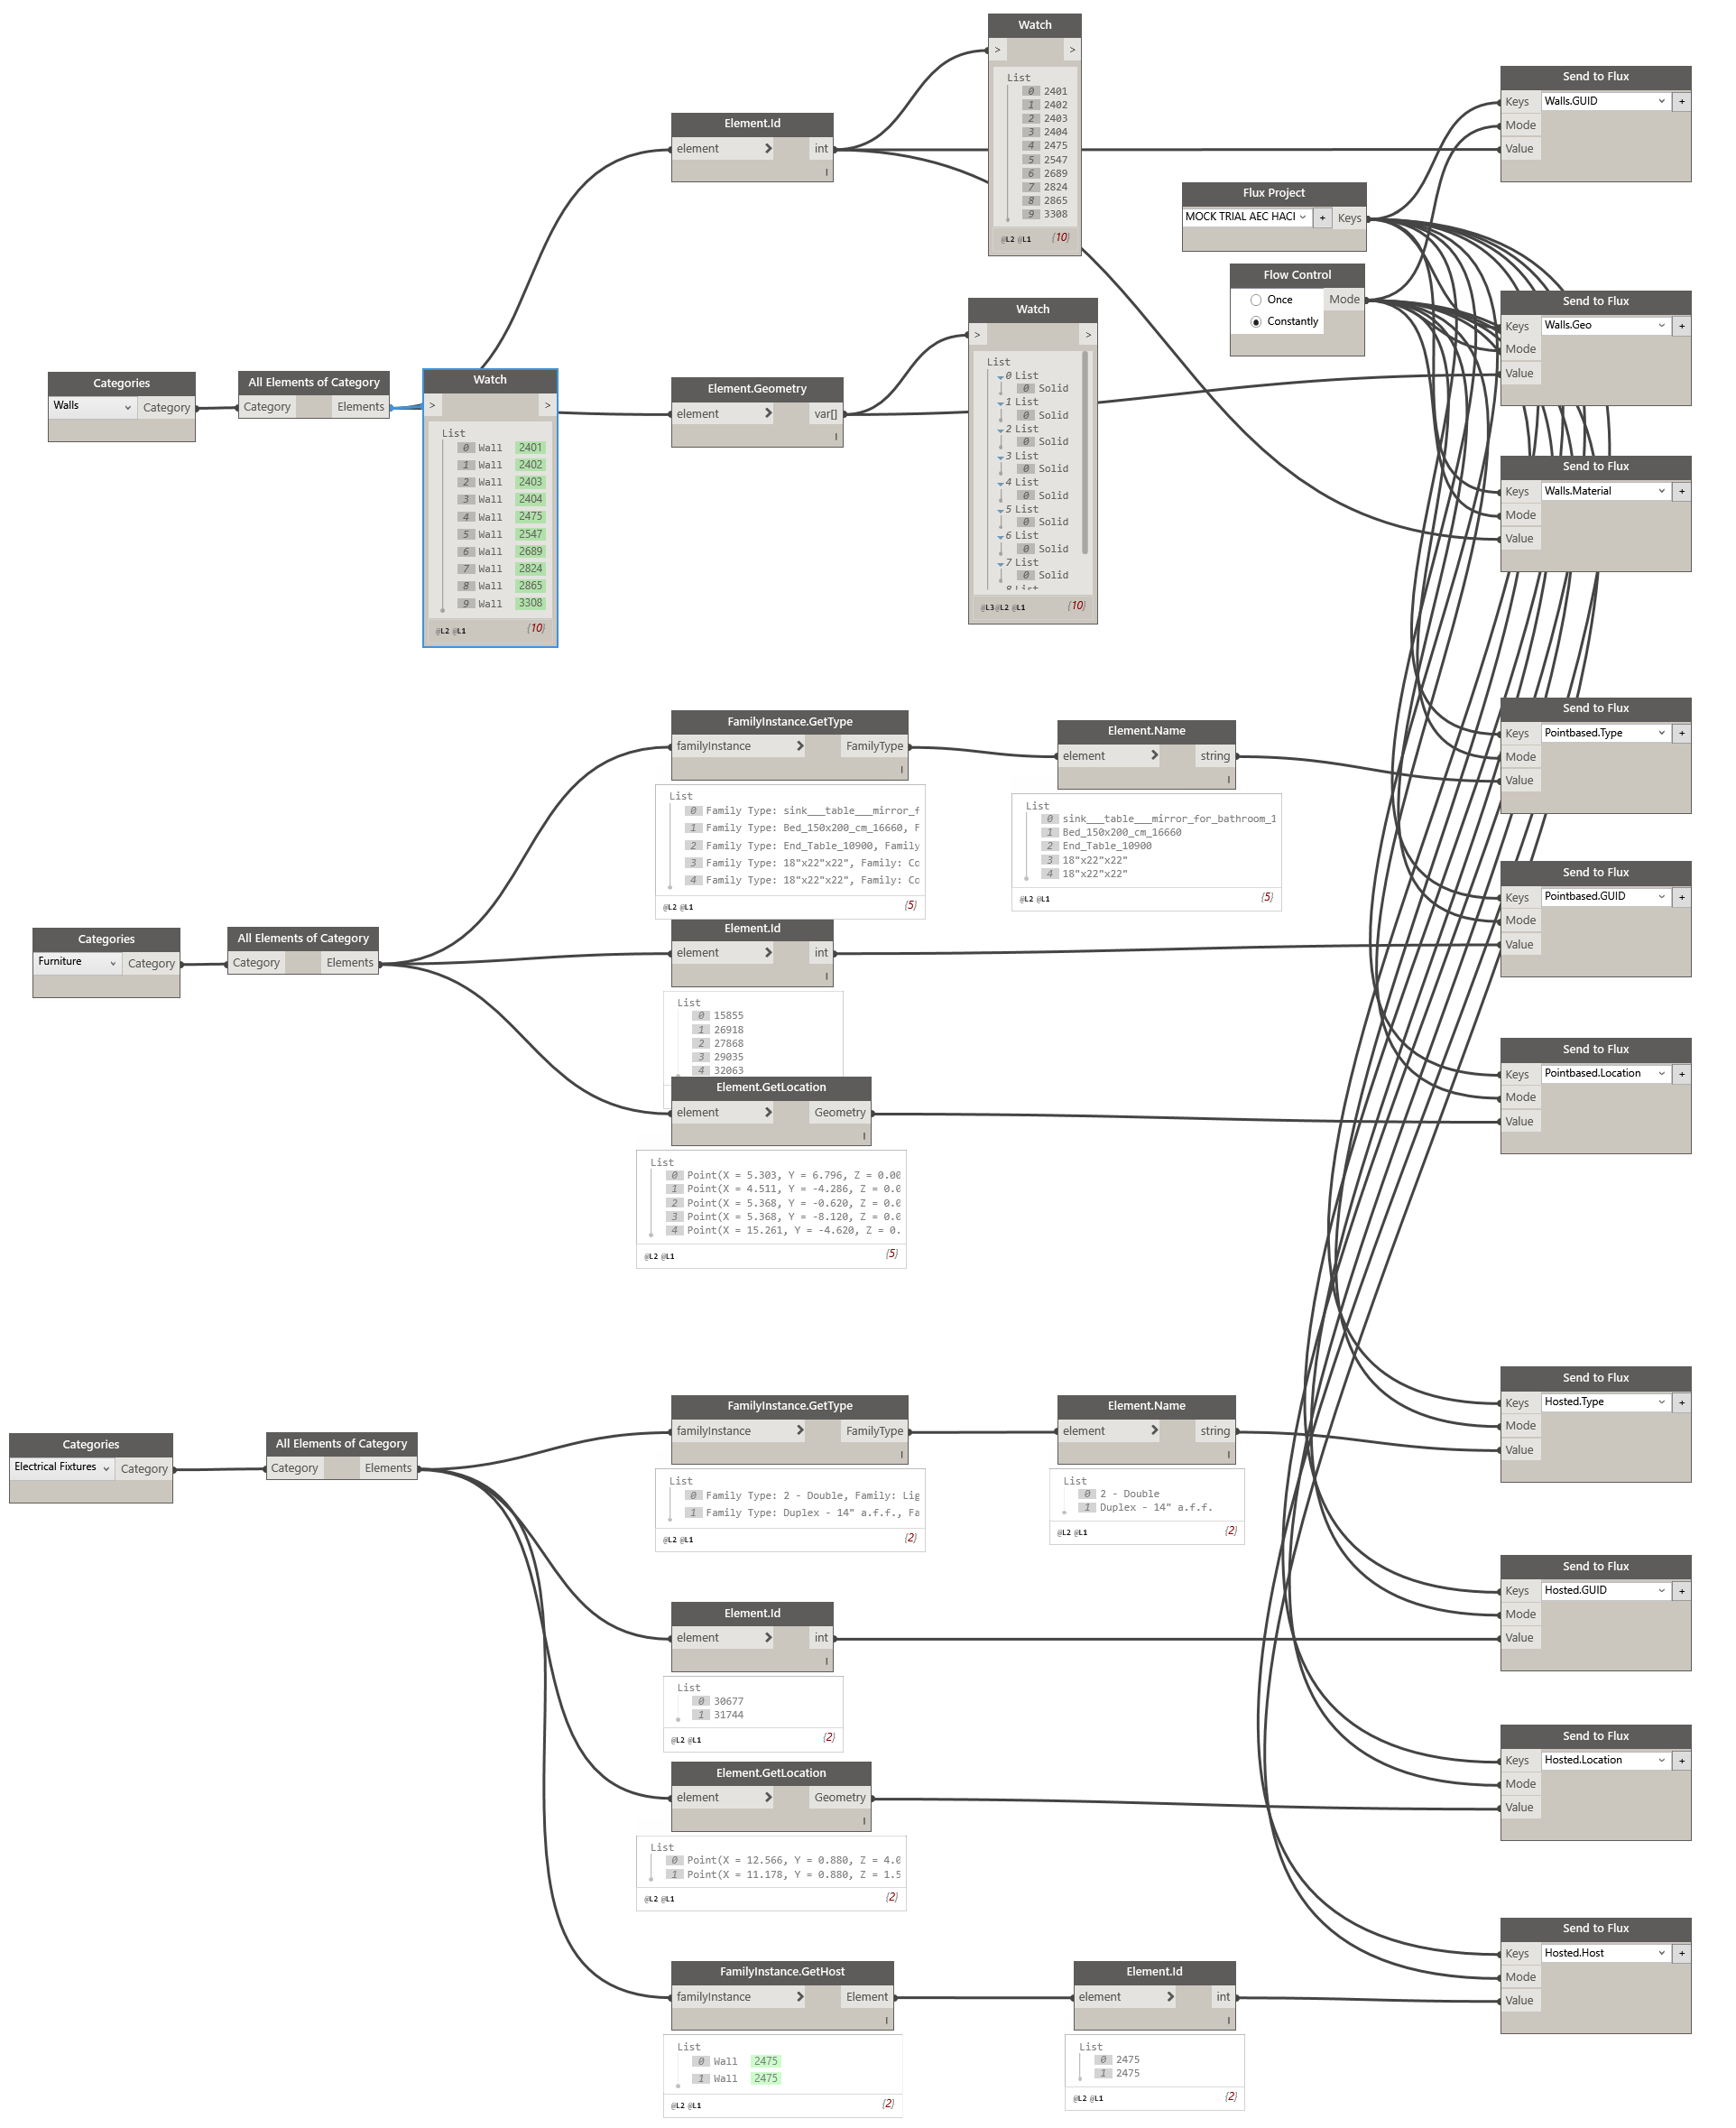 Watch
> >
List
0 2401
1 2402
2 2403
3 2404
4 2475
5 2547
6 2689
7 2824
8 2865
9 3308
@L2 @L1 {10}
Element.Id
element > int
l
Send to Flux
Keys Walls.GUID +
Mode
Value
Flux Project
MOCK TRIAL AEC HACI + Keys
Flow Control
Once Mode
Constantly
Send to Flux
Keys Walls.Geo +
Mode
Value
Categories
Walls Category
All Elements of Category
Category Elements
Watch
> >
List
0 Wall 2401
1 Wall 2402
2 Wall 2403
3 Wall 2404
4 Wall 2475
5 Wall 2547
6 Wall 2689
7 Wall 2824
8 Wall 2865
9 Wall 3308
@L2 @L1 {10}
Element.Geometry
element > var[]
l
Watch
> >
List
0 List
0 Solid
1 List
0 Solid
2 List
0 Solid
3 List
0 Solid
4 List
0 Solid
5 List
0 Solid
6 List
0 Solid
7 List
0 Solid
@L3 @L2 @L1 {10}
Send to Flux
Keys Walls.Material +
Mode
Value
FamilyInstance.GetType
familyInstance > FamilyType
l
List
0 Family Type: sink___table___mirror_f
1 Family Type: Bed_150x200_cm_16660, F
2 Family Type: End_Table_10900, Family
3 Family Type: 18"x22"x22", Family: Co
4 Family Type: 18"x22"x22", Family: Co
@L2 @L1 {5}
Element.Name
element > string
l
List
0 sink___table___mirror_for_bathroom_1
1 Bed_150x200_cm_16660
2 End_Table_10900
3 18"x22"x22"
4 18"x22"x22"
@L2 @L1 {5}
Send to Flux
Keys Pointbased.Type +
Mode
Value
Categories
Furniture Category
All Elements of Category
Category Elements
Element.Id
element > int
l
List
0 15855
1 26918
2 27868
3 29035
4 32063
Send to Flux
Keys Pointbased.GUID +
Mode
Value
Element.GetLocation
element > Geometry
l
List
0 Point(X = 5.303, Y = 6.796, Z = 0.00
1 Point(X = 4.511, Y = -4.286, Z = 0.0
2 Point(X = 5.368, Y = -0.620, Z = 0.0
3 Point(X = 5.368, Y = -8.120, Z = 0.0
4 Point(X = 15.261, Y = -4.620, Z = 0.
@L2 @L1 {5}
Send to Flux
Keys Pointbased.Location +
Mode
Value
Categories
Electrical Fixtures Category
All Elements of Category
Category Elements
FamilyInstance.GetType
familyInstance > FamilyType
l
List
0 Family Type: 2 - Double, Family: Lig
1 Family Type: Duplex - 14" a.f.f., Fa
@L2 @L1 {2}
Element.Name
element > string
l
List
0 2 - Double
1 Duplex - 14" a.f.f.
@L2 @L1 {2}
Send to Flux
Keys Hosted.Type +
Mode
Value
Element.Id
element > int
l
List
0 30677
1 31744
@L2 @L1 {2}
Send to Flux
Keys Hosted.GUID +
Mode
Value
Element.GetLocation
element > Geometry
l
List
0 Point(X = 12.566, Y = 0.880, Z = 4.0
1 Point(X = 11.178, Y = 0.880, Z = 1.5
@L2 @L1 {2}
Send to Flux
Keys Hosted.Location +
Mode
Value
FamilyInstance.GetHost
familyInstance > Element
l
List
0 Wall 2475
1 Wall 2475
@L2 @L1 {2}
Element.Id
element > int
l
List
0 2475
1 2475
@L2 @L1 {2}
Send to Flux
Keys Hosted.Host +
Mode
Value